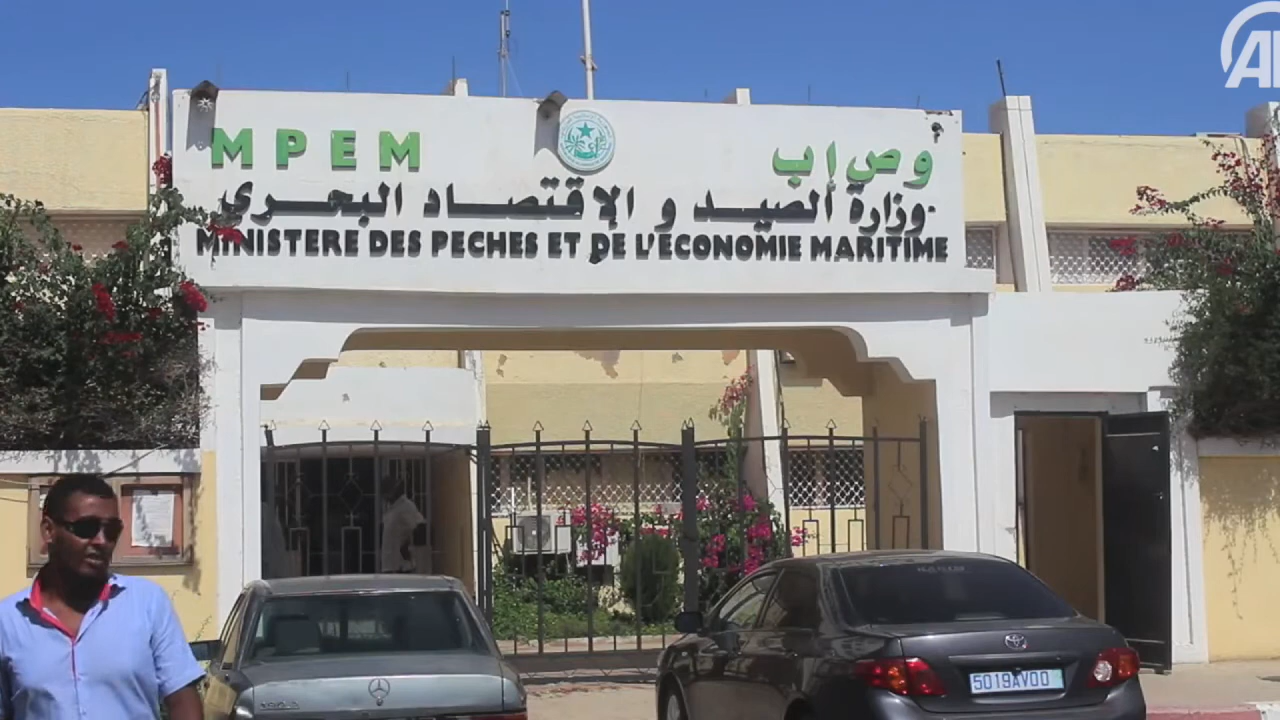 MPEM
وص إب
وزارة الصيد و الإقتصاد البحري
MINISTERE DES PECHES ET DE L'ECONOMIE MARITIME
5019AV00